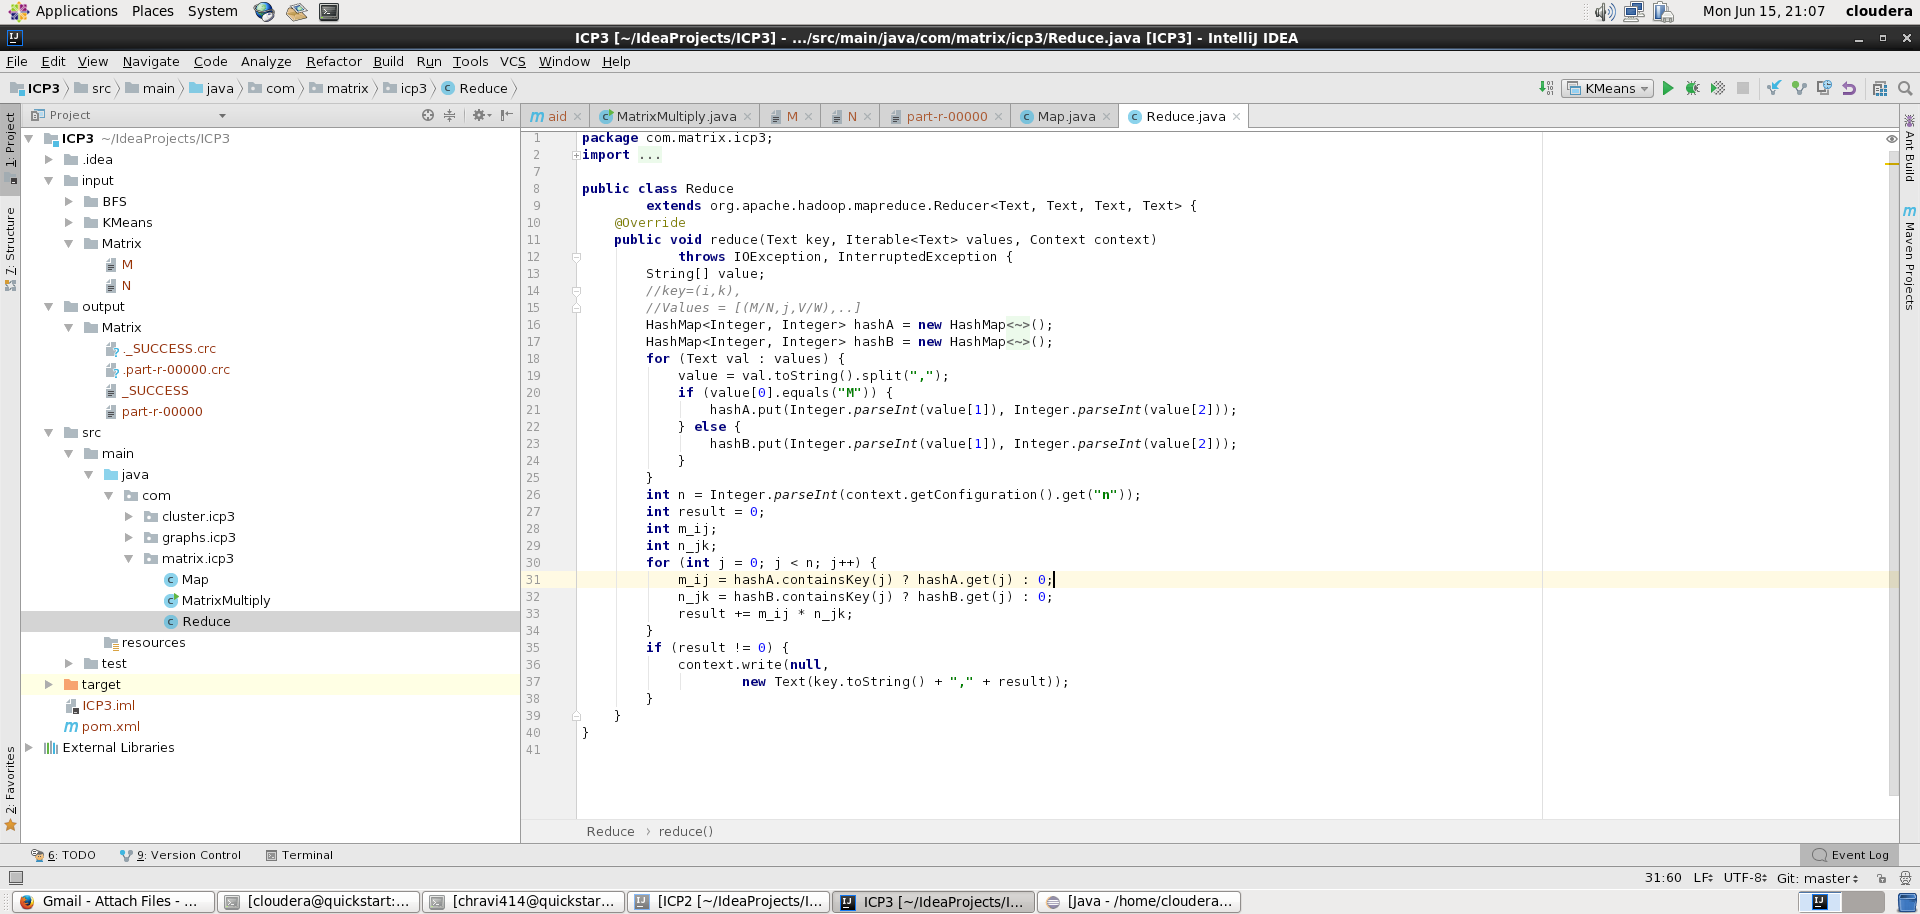 Applications Places System Mon Jun 15, 21:07 cloudera
ICP3 [~/IdeaProjects/ICP3] - .../src/main/java/com/matrix/icp3/Reduce.java [ICP3] - IntelliJ IDEA
File Edit View Navigate Code Analyze Refactor Build Run Tools VCS Window Help
ICP3 src main java com matrix icp3 Reduce KMeans
Project
m aid MatrixMultiply.java M N part-r-00000 Map.java Reduce.java
1: Project
7: Structure
2: Favorites
ICP3 ~/IdeaProjects/ICP3
.idea
input
BFS
KMeans
Matrix
M
N
output
Matrix
._SUCCESS.crc
.part-r-00000.crc
_SUCCESS
part-r-00000
src
main
java
com
cluster.icp3
graphs.icp3
matrix.icp3
Map
MatrixMultiply
Reduce
resources
test
target
ICP3.iml
m pom.xml
External Libraries
1 package com.matrix.icp3;
2 import ...
7
8 public class Reduce
9 extends org.apache.hadoop.mapreduce.Reducer<Text, Text, Text, Text> {
10 @Override
11 public void reduce(Text key, Iterable<Text> values, Context context)
12 throws IOException, InterruptedException {
13 String[] value;
14 //key=(i,k),
15 //Values = [(M/N,j,V/W),..]
16 HashMap<Integer, Integer> hashA = new HashMap<~>();
17 HashMap<Integer, Integer> hashB = new HashMap<~>();
18 for (Text val : values) {
19 value = val.toString().split(",");
20 if (value[0].equals("M")) {
21 hashA.put(Integer.parseInt(value[1]), Integer.parseInt(value[2]));
22 } else {
23 hashB.put(Integer.parseInt(value[1]), Integer.parseInt(value[2]));
24 }
25 }
26 int n = Integer.parseInt(context.getConfiguration().get("n"));
27 int result = 0;
28 int m_ij;
29 int n_jk;
30 for (int j = 0; j < n; j++) {
31 m_ij = hashA.containsKey(j) ? hashA.get(j) : 0;
32 n_jk = hashB.containsKey(j) ? hashB.get(j) : 0;
33 result += m_ij * n_jk;
34 }
35 if (result != 0) {
36 context.write(null,
37 new Text(key.toString() + "," + result));
38 }
39 }
40 }
41
Ant Build
m Maven Projects
Reduce › reduce()
6: TODO 9: Version Control Terminal Event Log
31:60 LF UTF-8 Git: master
Gmail - Attach Files - ... [cloudera@quickstart:... [chravi414@quickstar... [ICP2 [~/IdeaProjects/I... ICP3 [~/IdeaProjects/I... [Java - /home/cloudera...